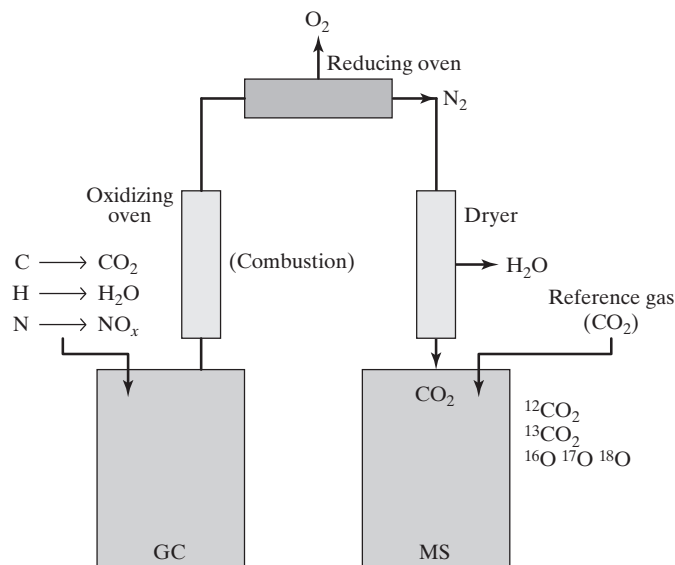 O₂
Reducing oven
N₂
Oxidizing
oven
Dryer
(Combustion)
C ⟶ CO₂
H ⟶ H₂O
N ⟶ NOₓ
H₂O
Reference gas
(CO₂)
CO₂
¹²CO₂
¹³CO₂
¹⁶O ¹⁷O ¹⁸O
GC
MS